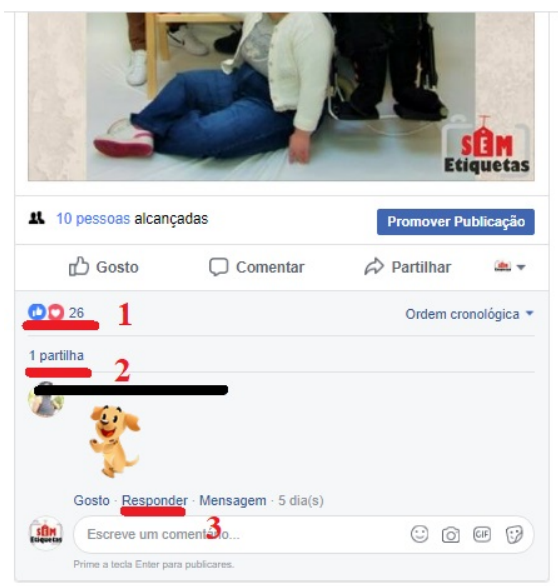 SEM
Etiquetas
10 pessoas alcançadas
Promover Publicação
Gosto
Comentar
Partilhar
26
1
Ordem cronológica
1 partilha
2
Gosto · Responder · Mensagem · 5 dia(s)
3
SEM
Etiquetas
Escreve um comentário...
GIF
Prime a tecla Enter para publicares.